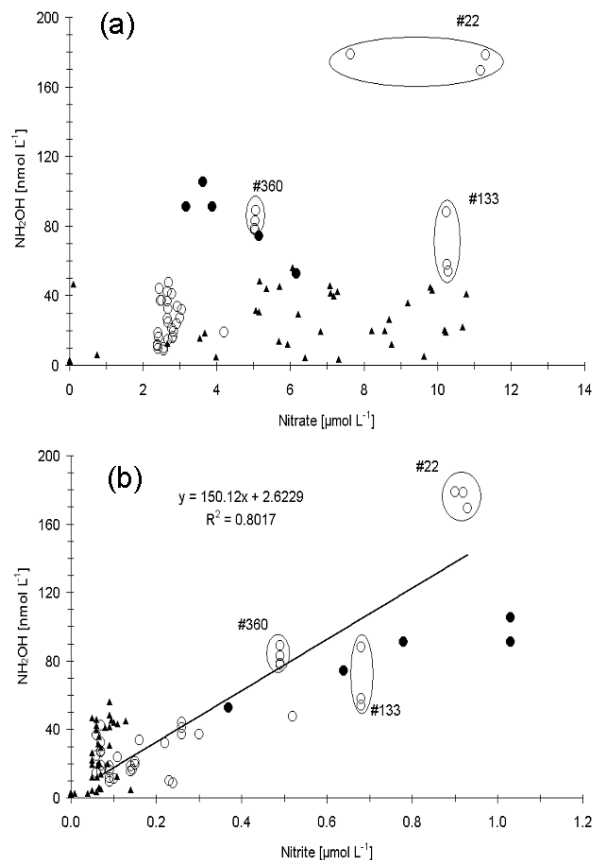 (a)
#22
#360
#133
NH₂OH [nmol L⁻¹]
200
160
120
80
40
0
0 2 4 6 8 10 12 14
Nitrate [µmol L⁻¹]
(b)
#22
y = 150.12x + 2.6229
R² = 0.8017
#360
#133
NH₂OH [nmol L⁻¹]
200
160
120
80
40
0
0.0 0.2 0.4 0.6 0.8 1.0 1.2
Nitrite [µmol L⁻¹]